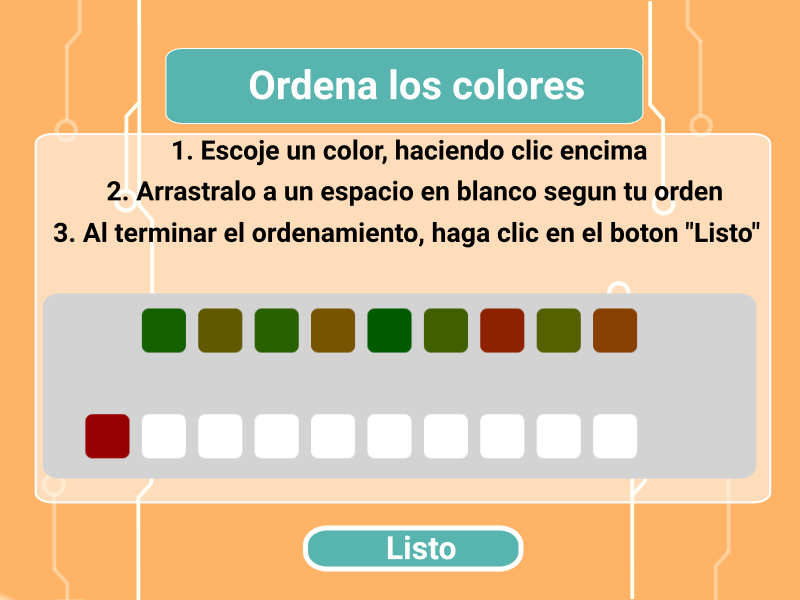 Ordena los colores
1. Escoje un color, haciendo clic encima
2. Arrastralo a un espacio en blanco segun tu orden
3. Al terminar el ordenamiento, haga clic en el boton "Listo"
Listo